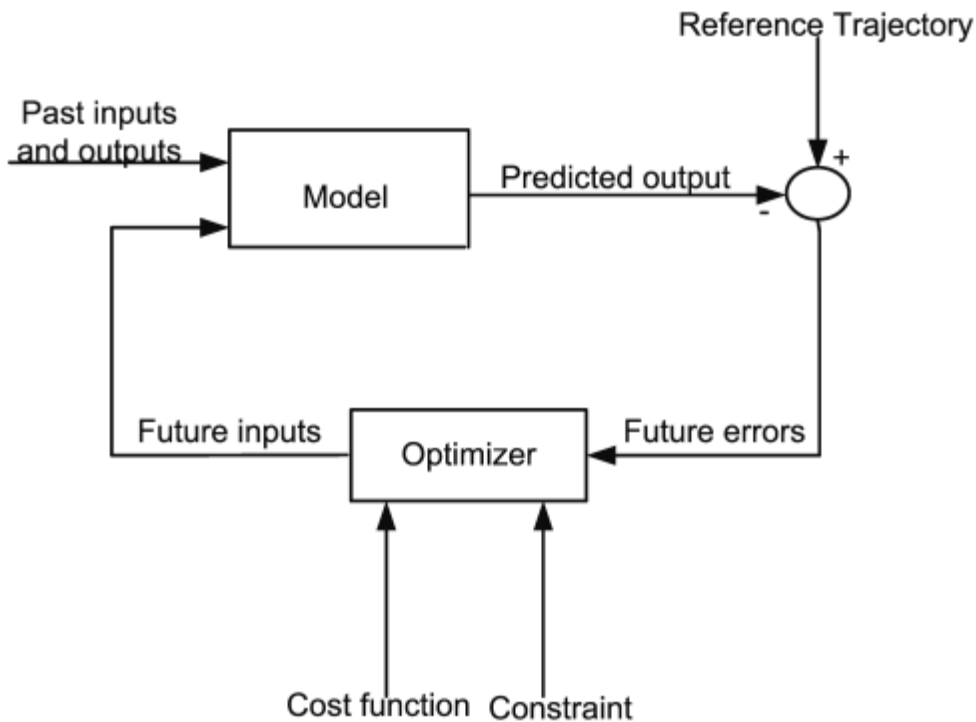 Reference Trajectory
Past inputs
and outputs
+
Model
Predicted output
-
Future inputs
Optimizer
Future errors
Cost function
Constraint